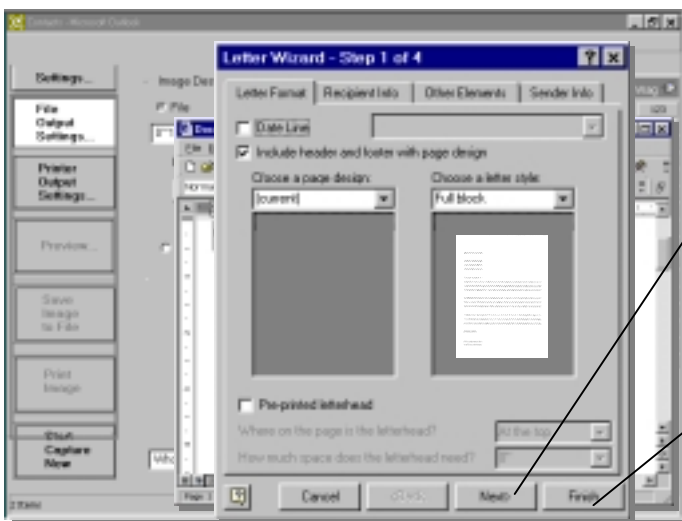 Contacts - Microsoft Outlook
Letter Wizard - Step 1 of 4
Settings...
Image Des
Letter Format
Recipient Info
Other Elements
Sender Info
File
Output
Settings...
File
Date Line
Include header and footer with page design
Printer
Output
Settings...
Choose a page design:
Choose a letter style:
(current)
Full block
Preview...
Save
Image
to File
Print
Image
Pre-printed letterhead
Where on the page is the letterhead?
At the top
How much space does the letterhead need?
Start
Capture
Now
Page 1
Cancel
<Back
Next>
Finish
2 Items